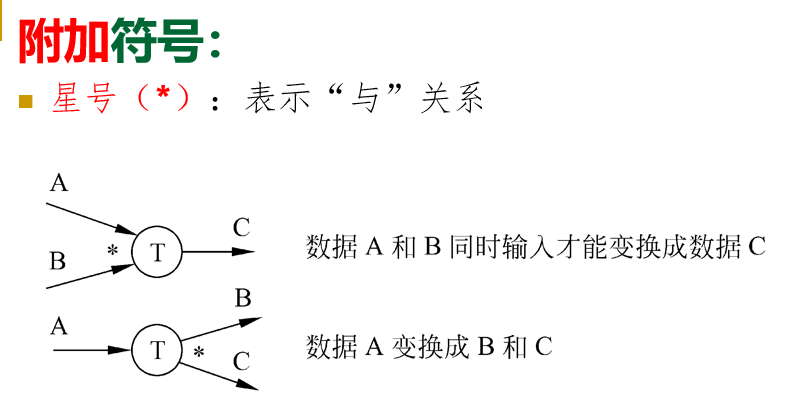 附加符号：
星号（*）：表示“与”关系
A
B
*
T
C
数据 A 和 B 同时输入才能变换成数据 C
A
T
*
B
C
数据 A 变换成 B 和 C